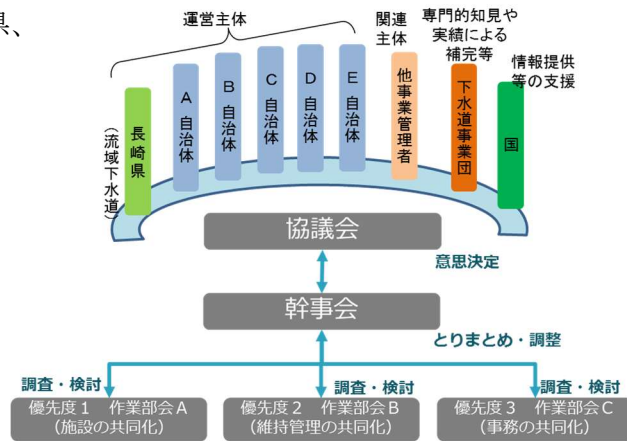 県、
運営主体
関連
主体
専門的知見や
実績による
補完等
情報提供
等の支援
長崎県
(流域下水道)
A 自治体
B 自治体
C 自治体
D 自治体
E 自治体
他事業管理者
下水道事業団
国
協議会
意思決定
幹事会
とりまとめ・調整
調査・検討
調査・検討
調査・検討
優先度1 作業部会A
(施設の共同化)
優先度2 作業部会B
(維持管理の共同化)
優先度3 作業部会C
(事務の共同化)